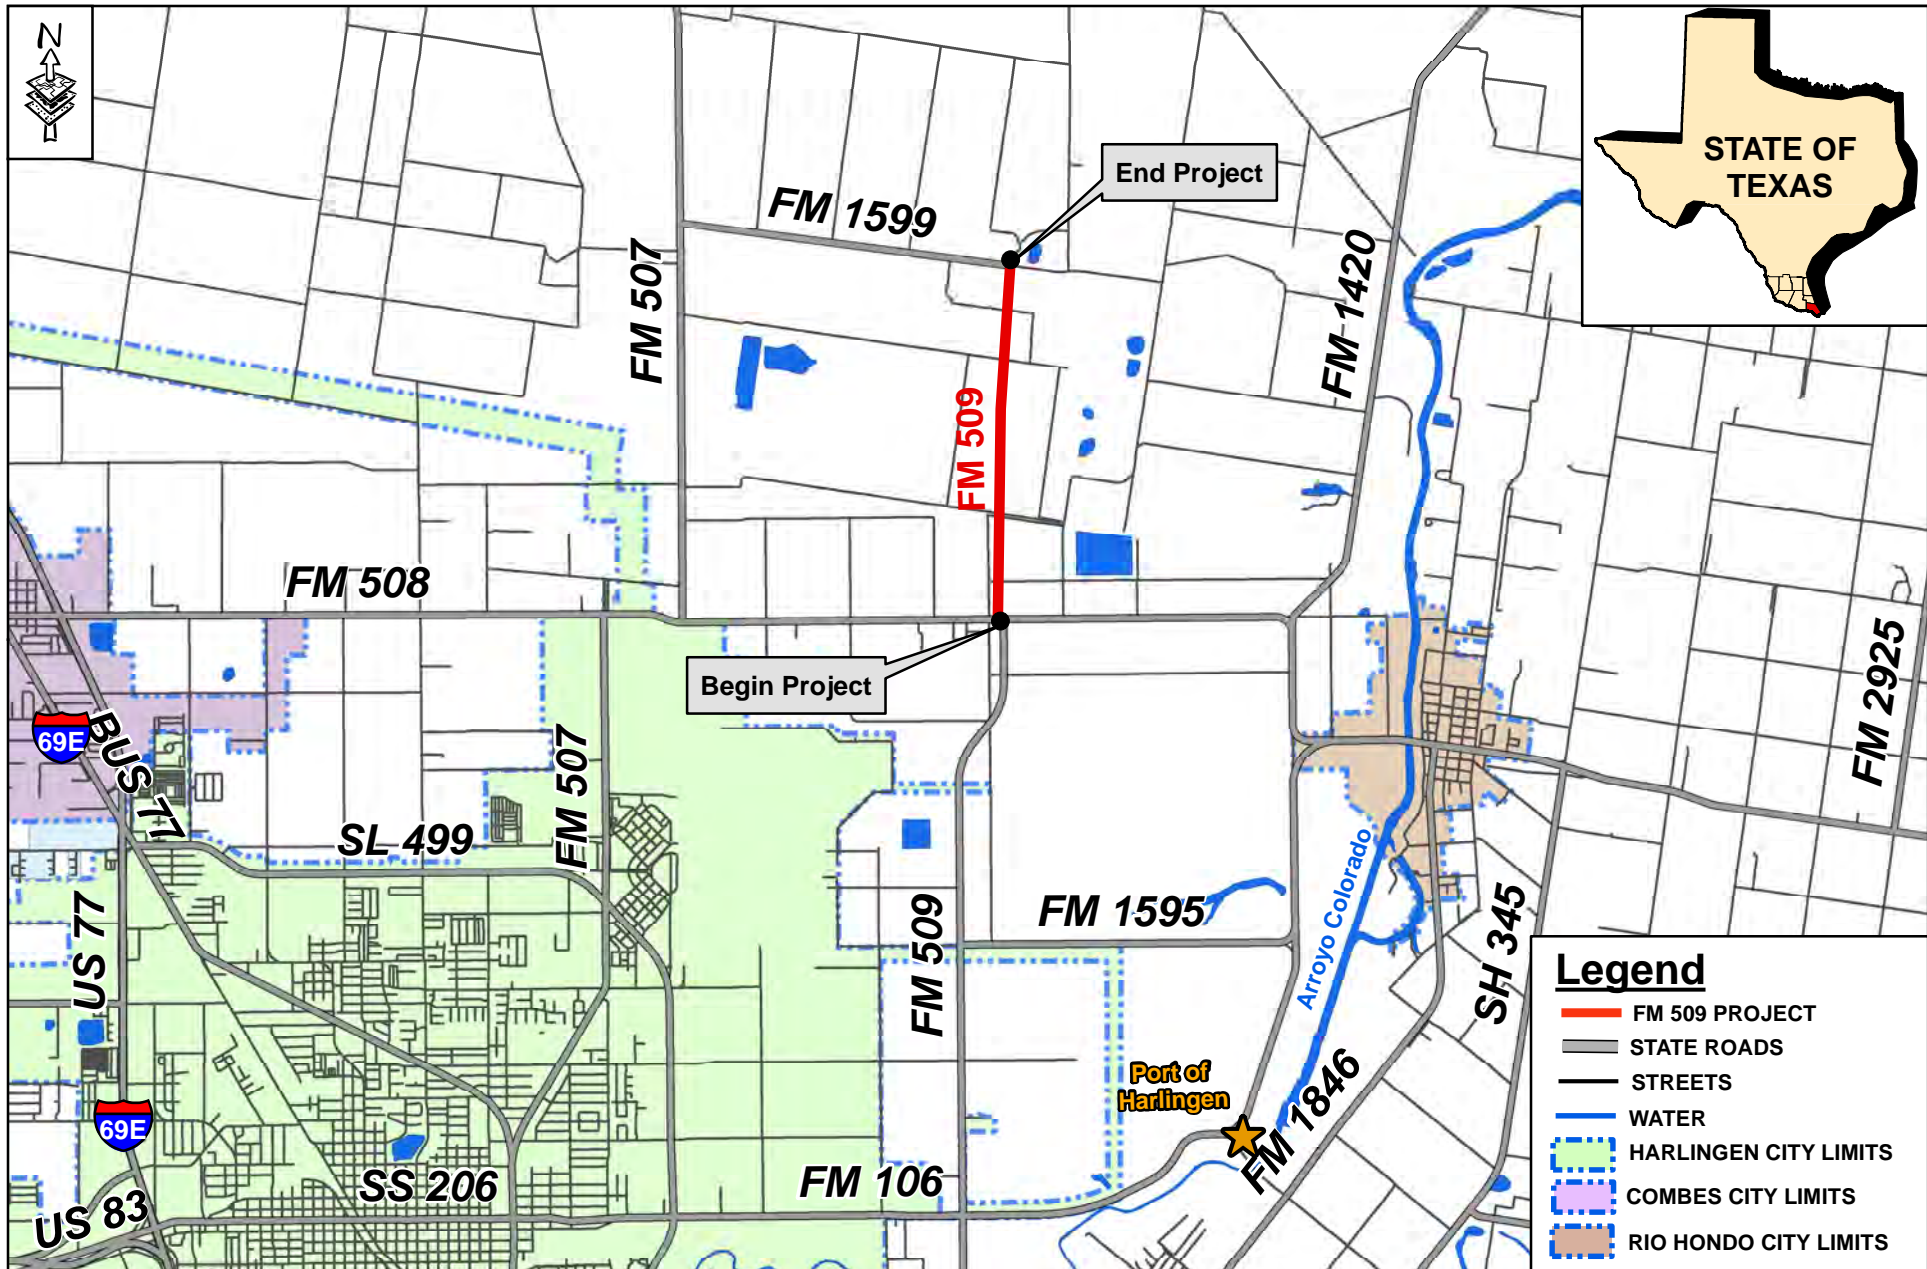 N
End Project
STATE OF
TEXAS
FM 1599
FM 507
FM 1420
FM 509
FM 508
Begin Project
FM 2925
69E
BUS 77
FM 507
SL 499
Arroyo Colorado
US 77
FM 509
FM 1595
SH 345
Port of
Harlingen
FM 1846
69E
SS 206
FM 106
US 83
Legend
FM 509 PROJECT
STATE ROADS
STREETS
WATER
HARLINGEN CITY LIMITS
COMBES CITY LIMITS
RIO HONDO CITY LIMITS